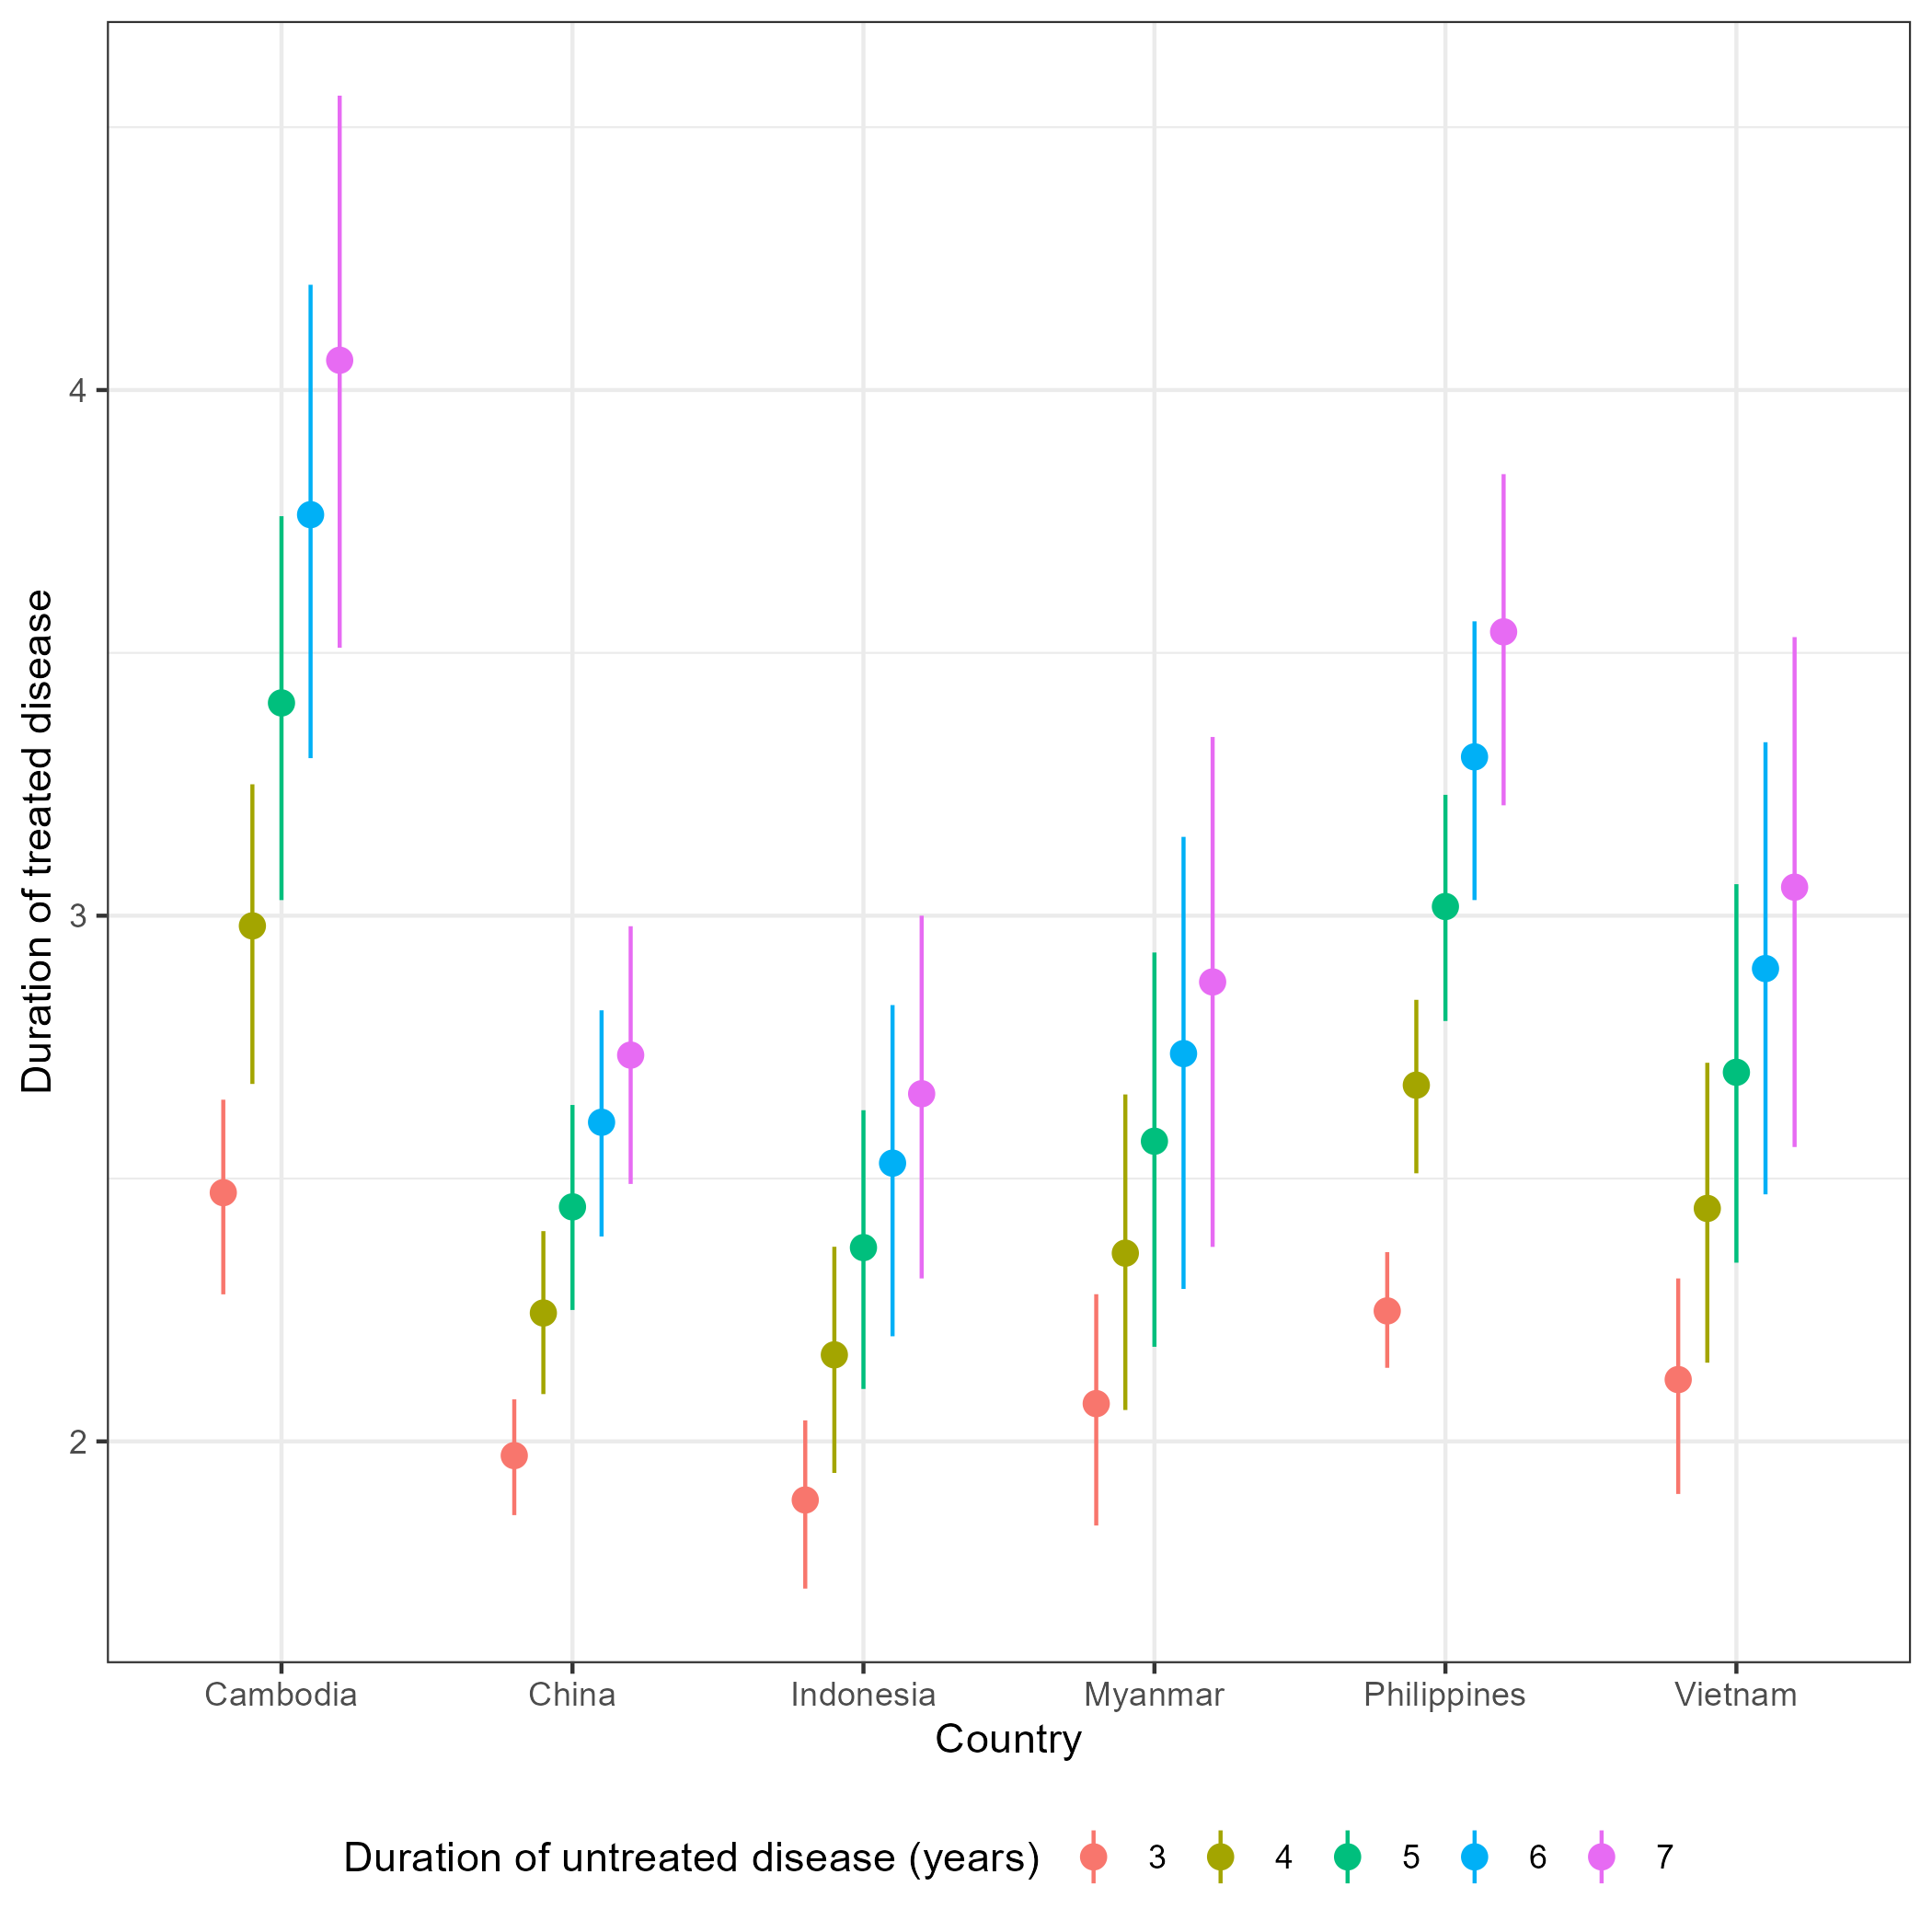 Duration of treated disease
4
3
2
Cambodia China Indonesia Myanmar Philippines Vietnam
Country
Duration of untreated disease (years) 3 4 5 6 7